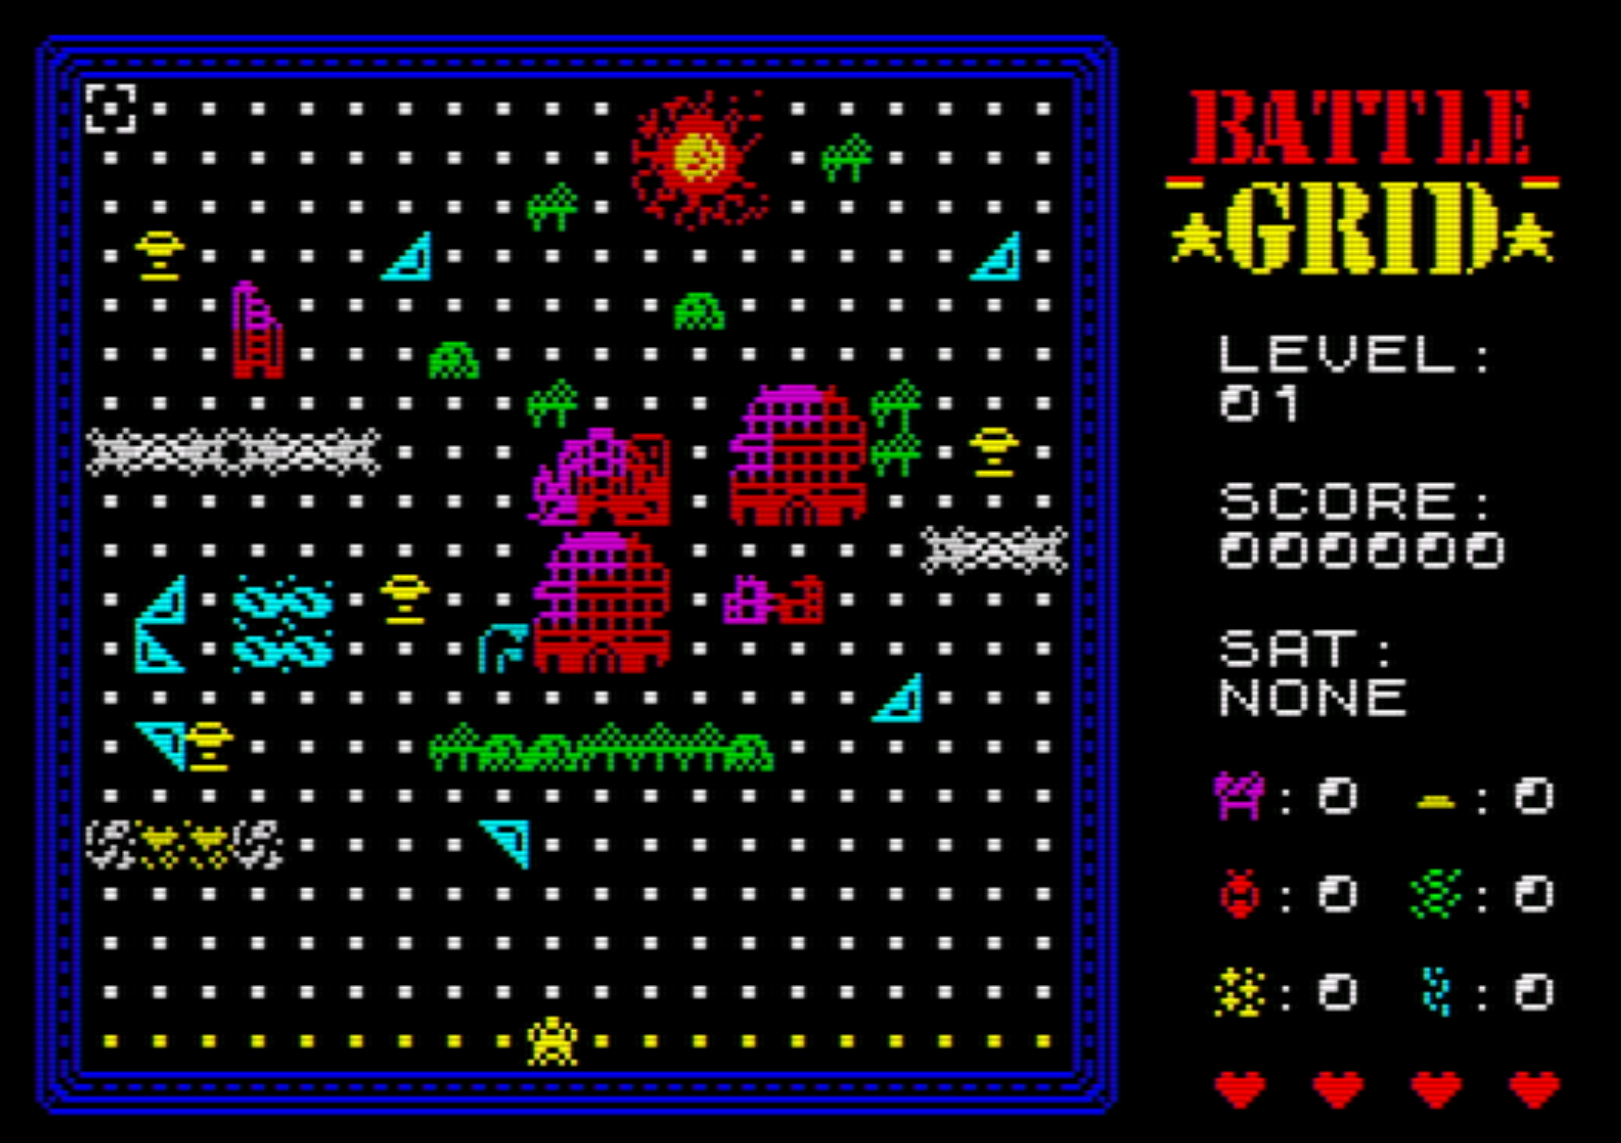 BATTLE
GRID
LEVEL:
01
SCORE:
000000
SAT:
NONE
: 0 : 0
: 0 : 0
: 0 : 0